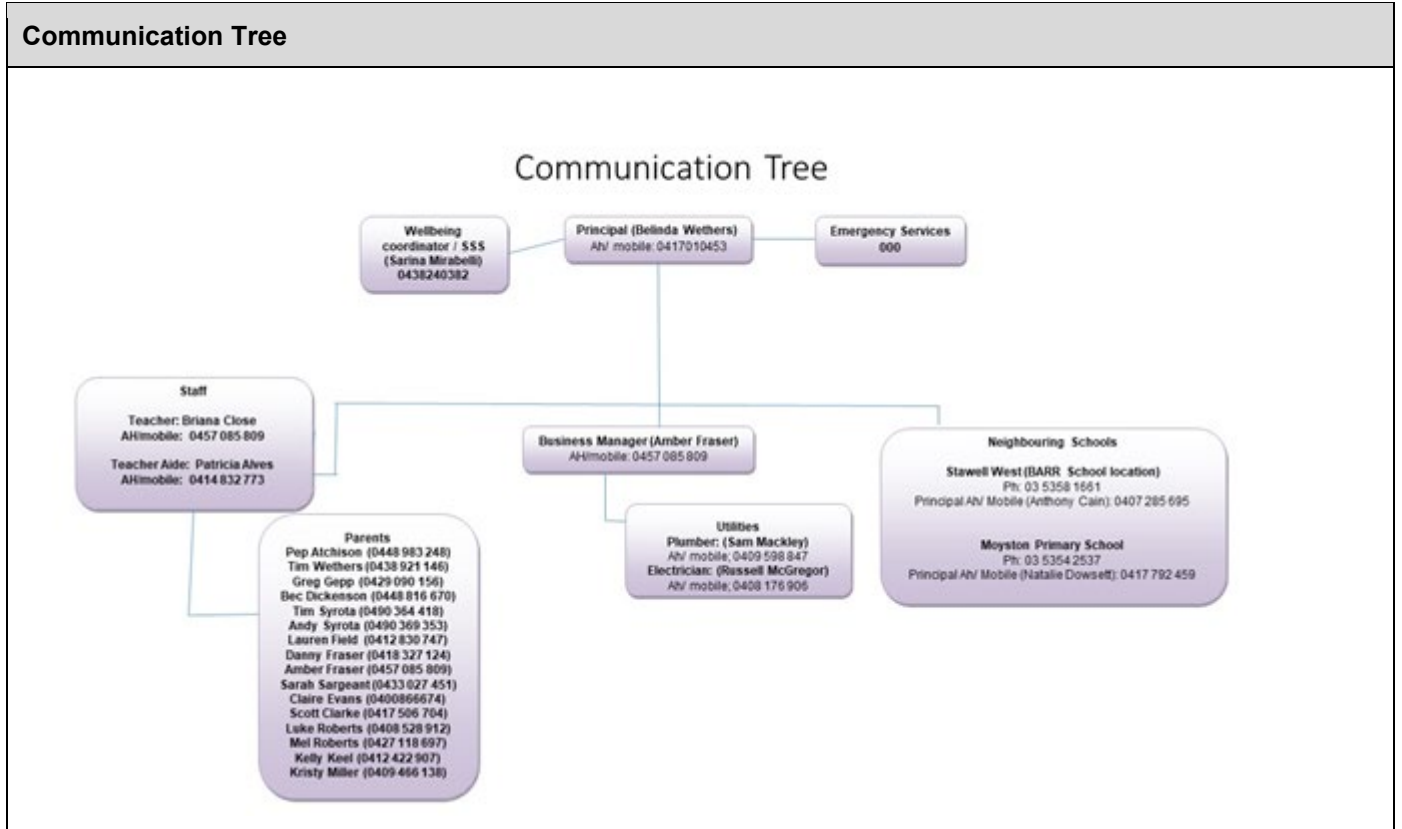 Communication Tree
Communication Tree
Wellbeing
coordinator / SSS
(Sarina Mirabelli)
0438240382
Principal (Belinda Wethers)
Ah/ mobile: 0417010453
Emergency Services
000
Staff
Teacher: Briana Close
AH/mobile: 0457 085 809
Teacher Aide: Patricia Alves
AH/mobile: 0414 832 773
Parents
Pep Atchison (0448 983 248)
Tim Wethers (0438 921 146)
Greg Gepp (0429 090 156)
Bec Dickenson (0448 816 670)
Tim Syrota (0490 364 418)
Andy Syrota (0490 369 353)
Lauren Field (0412 830 747)
Danny Fraser (0418 327 124)
Amber Fraser (0457 085 809)
Sarah Sargeant (0433 027 451)
Claire Evans (0400866674)
Scott Clarke (0417 506 704)
Luke Roberts (0408 528 912)
Mel Roberts (0427 118 697)
Kelly Keel (0412 422 907)
Kristy Miller (0409 466 138)
Business Manager (Amber Fraser)
AH/mobile: 0457 085 809
Utilities
Plumber: (Sam Mackley)
Ah/ mobile; 0409 598 847
Electrician: (Russell McGregor)
Ah/ mobile; 0408 176 906
Neighbouring Schools
Stawell West (BARR School location)
Ph: 03 5358 1661
Principal Ah/ Mobile (Anthony Cain): 0407 285 695
Moyston Primary School
Ph: 03 5354 2537
Principal Ah/ Mobile (Natalie Dowsett): 0417 792 459